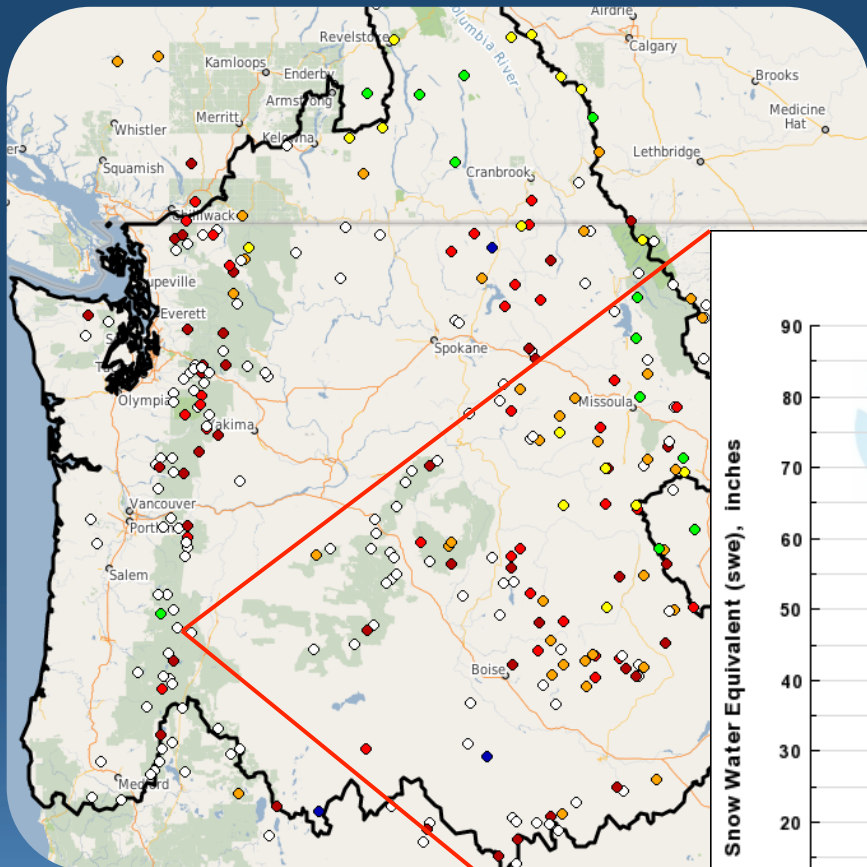 Airdrie
Revelstoke
Columbia River
Calgary
Kamloops
Enderby
Brooks
Armstrong
Merritt
Medicine
Hat
Whistler
Kelowna
Lethbridge
Squamish
Cranbrook
Chilliwack
upeville
Everett
Spokane
90
80
Olympia
Missoula
Yakima
70
Vancouver
60
Salem
50
Boise
40
30
Medford
20
Snow Water Equivalent (swe), inches